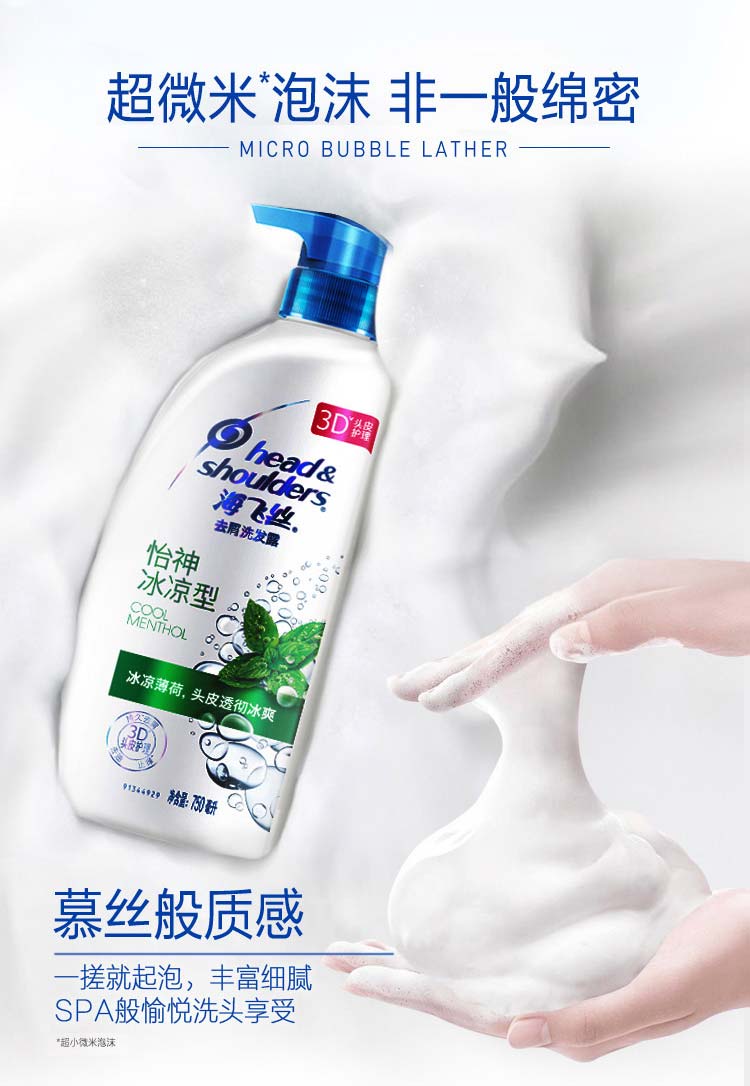 超微米*泡沫 非一般绵密
MICRO BUBBLE LATHER
3D 头皮
护理
head &
shoulders®
海飞丝®
去屑洗发露
怡神
冰凉型
COOL
MENTHOL
冰凉薄荷，头皮透彻冰爽
3D
头皮护理
91344929 净含量：750毫升
慕丝般质感
一搓就起泡，丰富细腻
SPA般愉悦洗头享受
*超小微米泡沫